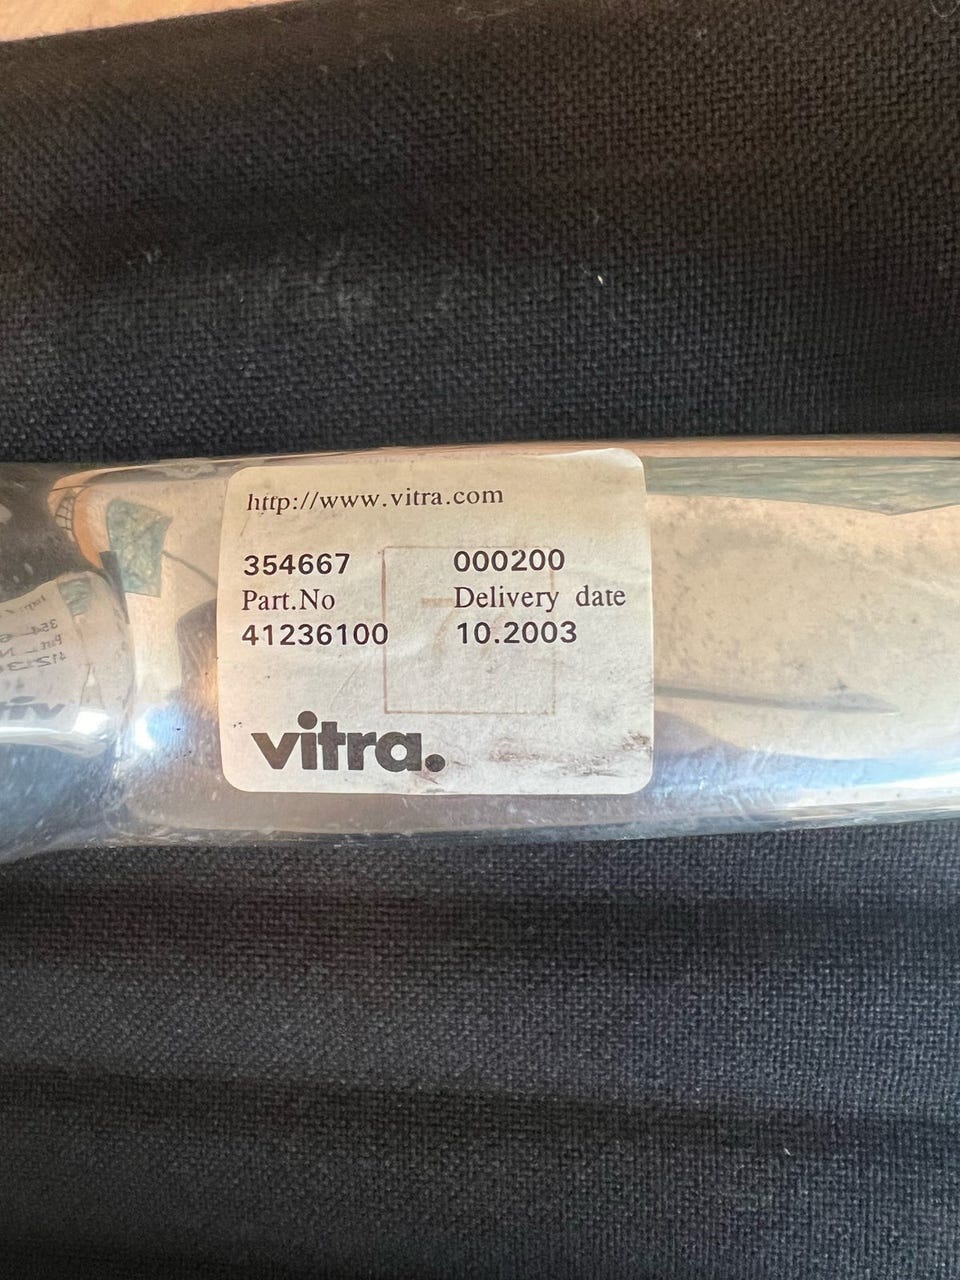 http://www.vitra.com
354667 000200
Part.No Delivery date
41236100 10.2003
vitra.